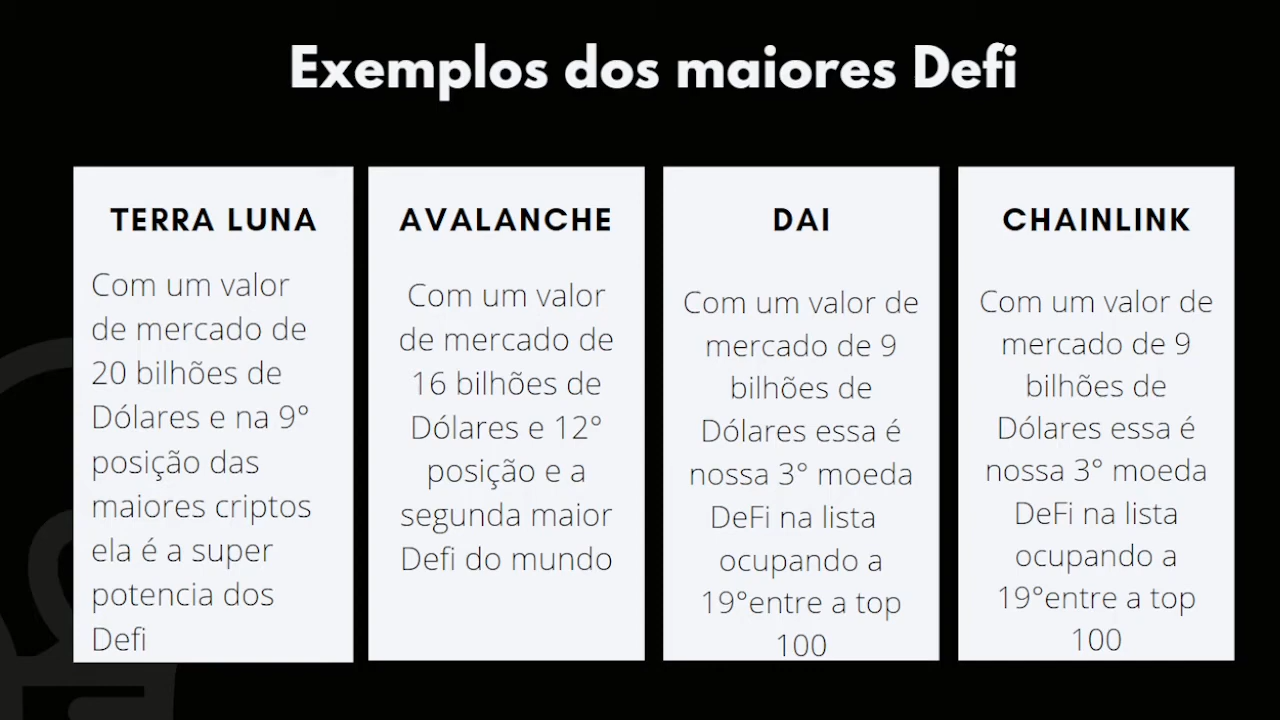 Exemplos dos maiores Defi
TERRA LUNA
Com um valor
de mercado de
20 bilhões de
Dólares e na 9°
posição das
maiores criptos
ela é a super
potencia dos
Defi
AVALANCHE
Com um valor
de mercado de
16 bilhões de
Dólares e 12°
posição e a
segunda maior
Defi do mundo
DAI
Com um valor de
mercado de 9
bilhões de
Dólares essa é
nossa 3° moeda
DeFi na lista
ocupando a
19°entre a top
100
CHAINLINK
Com um valor de
mercado de 9
bilhões de
Dólares essa é
nossa 3° moeda
DeFi na lista
ocupando a
19°entre a top
100